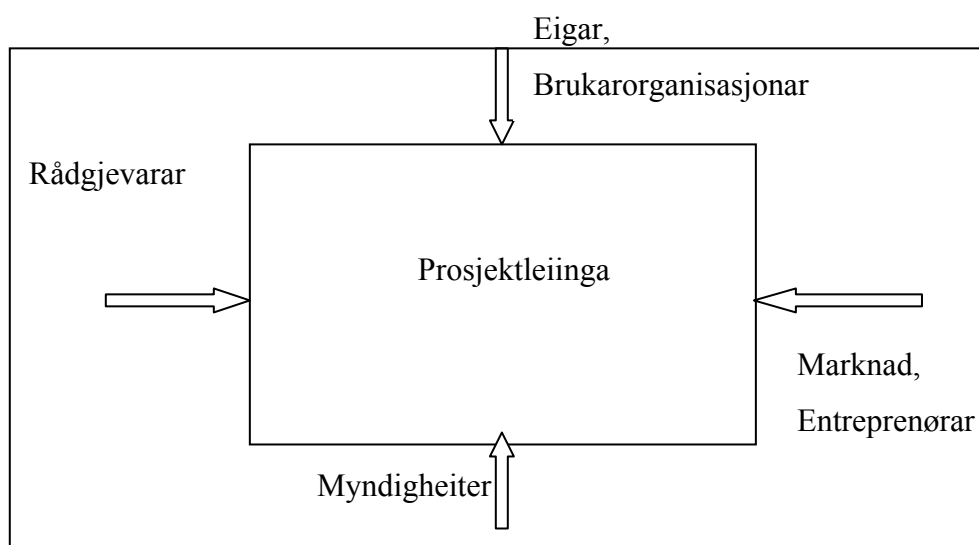 Eigar,
Brukarorganisasjonar
Rådgjevarar
Prosjektleiinga
Marknad,
Entreprenørar
Myndigheiter